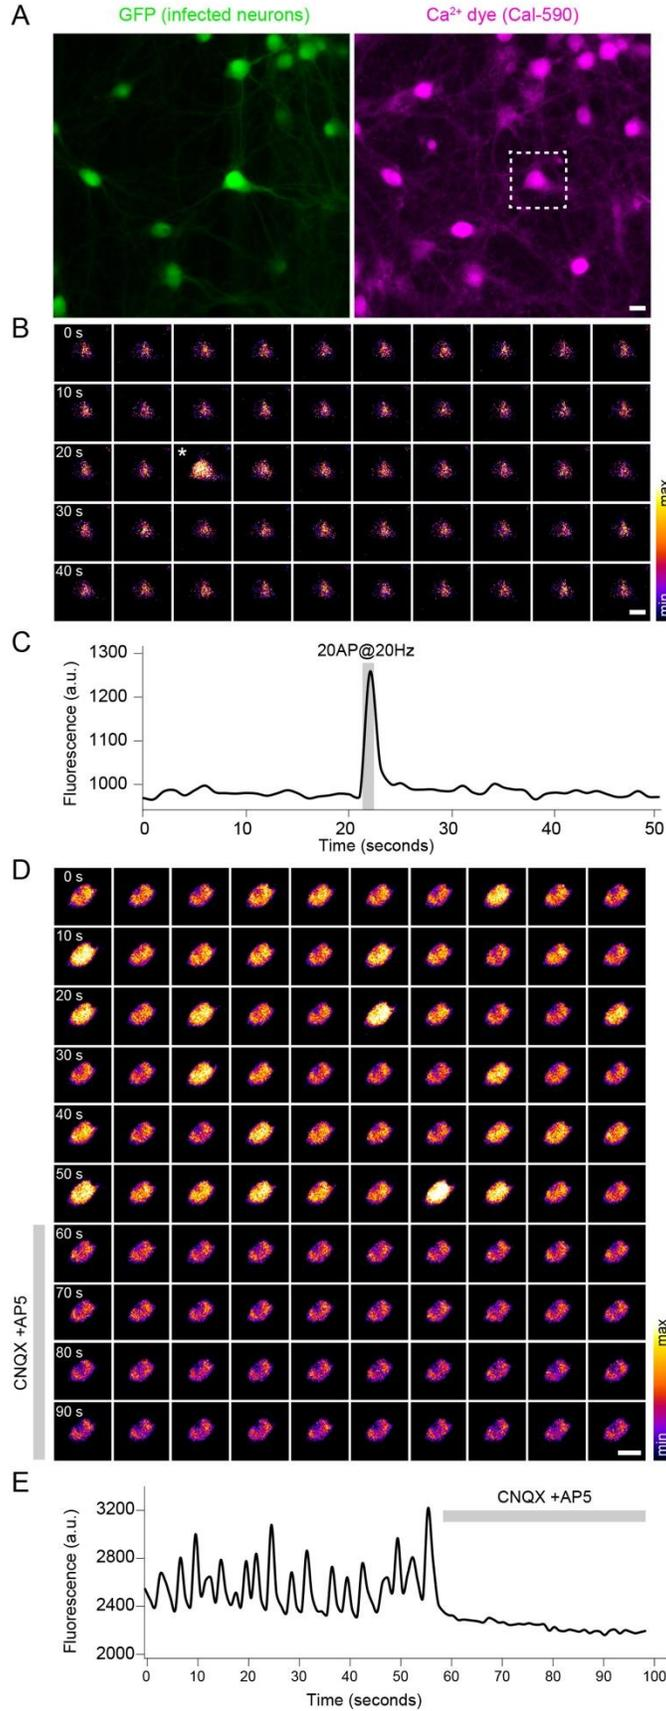 A
GFP (infected neurons)
Ca²⁺ dye (Cal-590)
B
0 s
10 s
20 s
*
30 s
40 s
max
min
C
20AP@20Hz
Fluorescence (a.u.)
1300
1200
1100
1000
0 10 20 30 40 50
Time (seconds)
D
0 s
10 s
20 s
30 s
40 s
50 s
60 s
70 s
80 s
90 s
CNQX +AP5
max
min
E
CNQX +AP5
Fluorescence (a.u.)
3200
2800
2400
2000
0 10 20 30 40 50 60 70 80 90 100
Time (seconds)